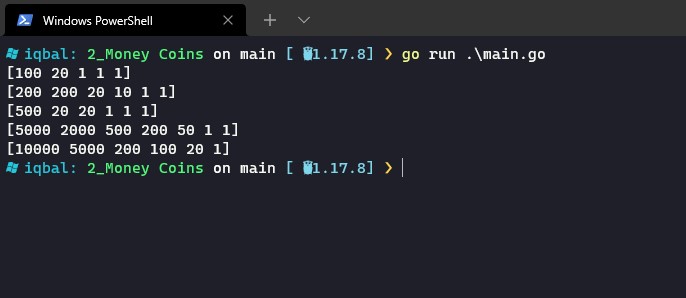 Windows PowerShell
iqbal: 2_Money Coins on main [ 1.17.8] ❯ go run .\main.go
[100 20 1 1 1]
[200 200 20 10 1 1]
[500 20 20 1 1 1]
[5000 2000 500 200 50 1 1]
[10000 5000 200 100 20 1]
iqbal: 2_Money Coins on main [ 1.17.8] ❯